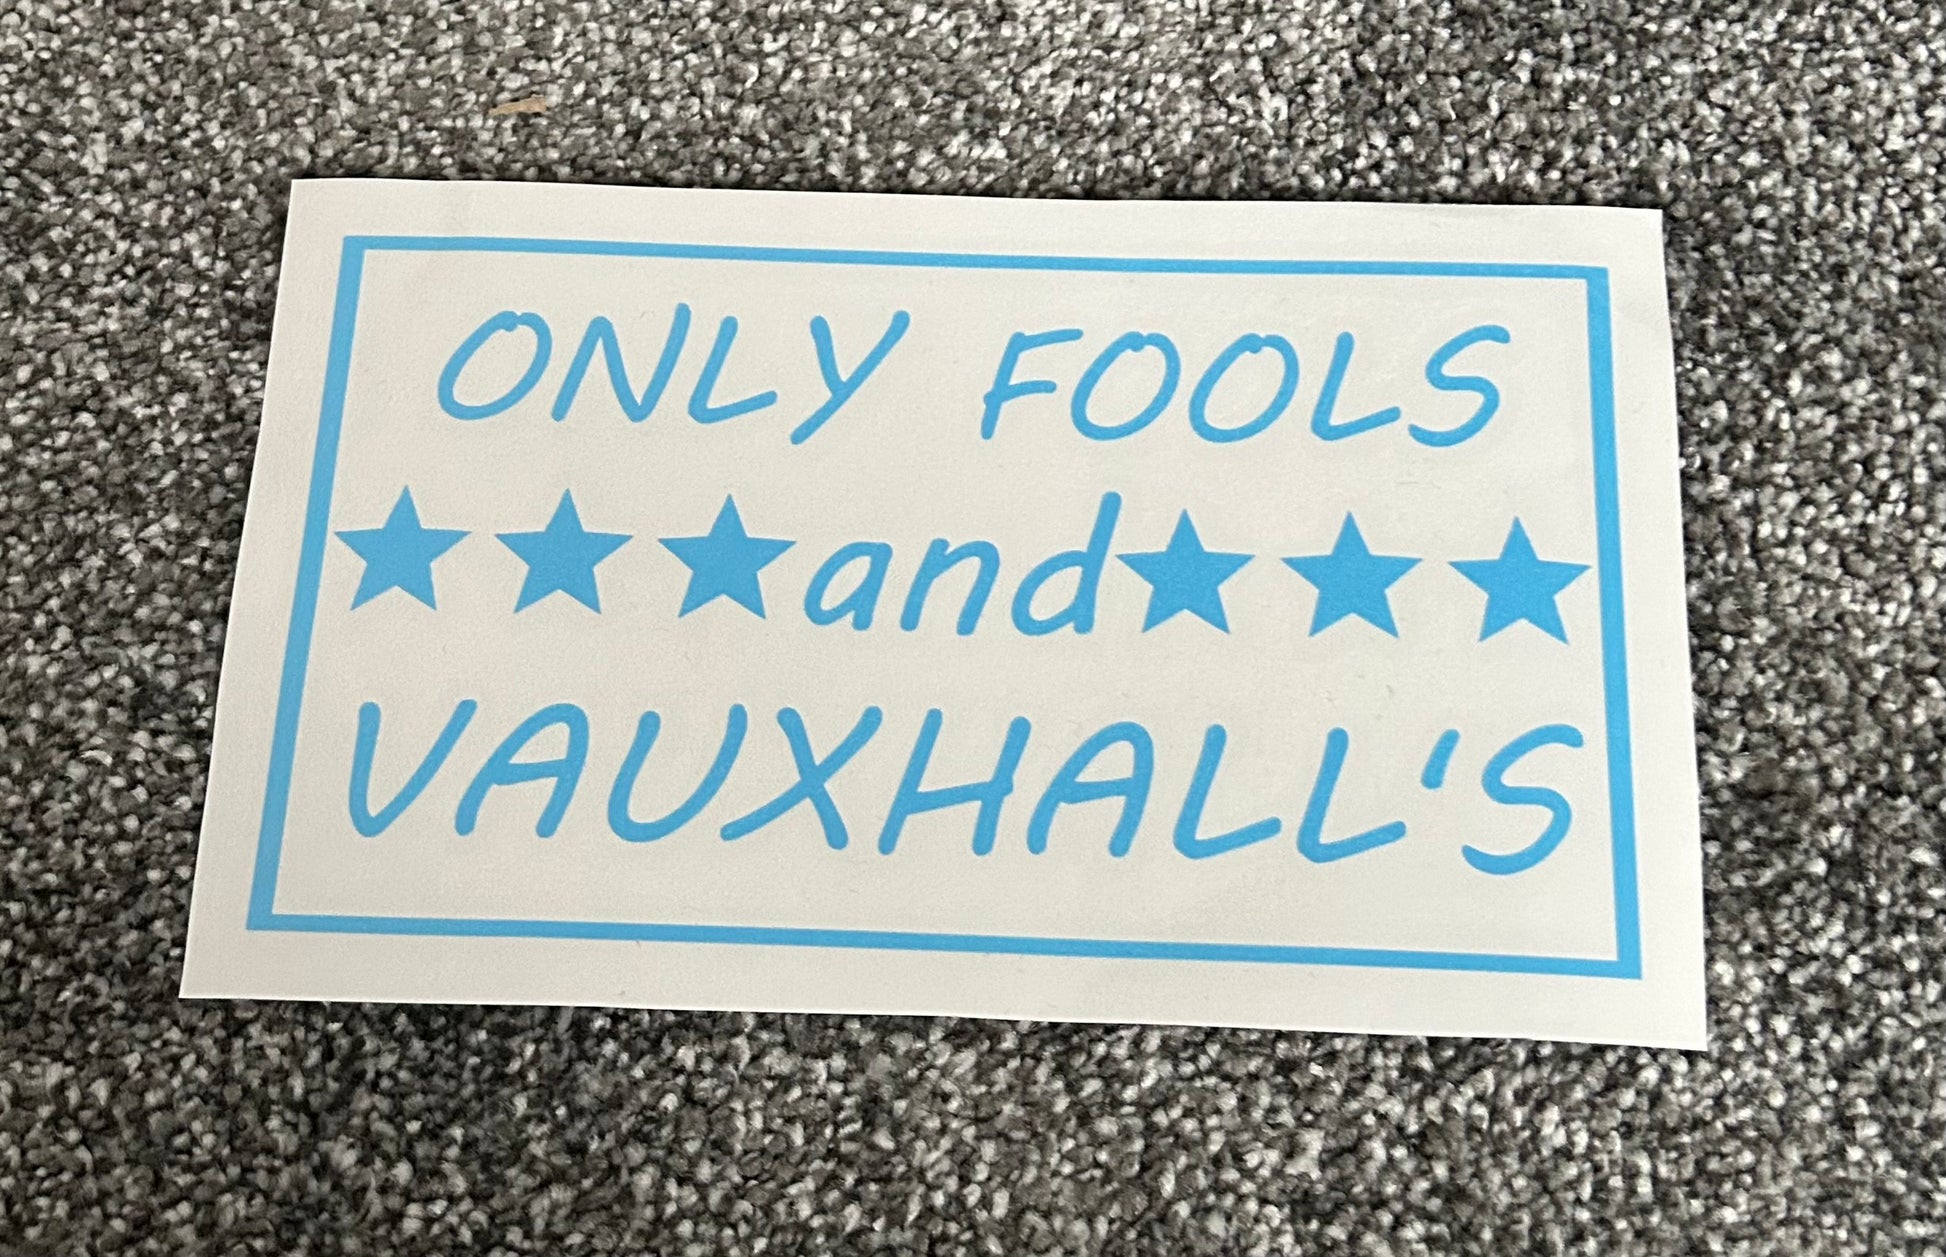 ONLY FOOLS
★★★and★★★
VAUXHALL'S